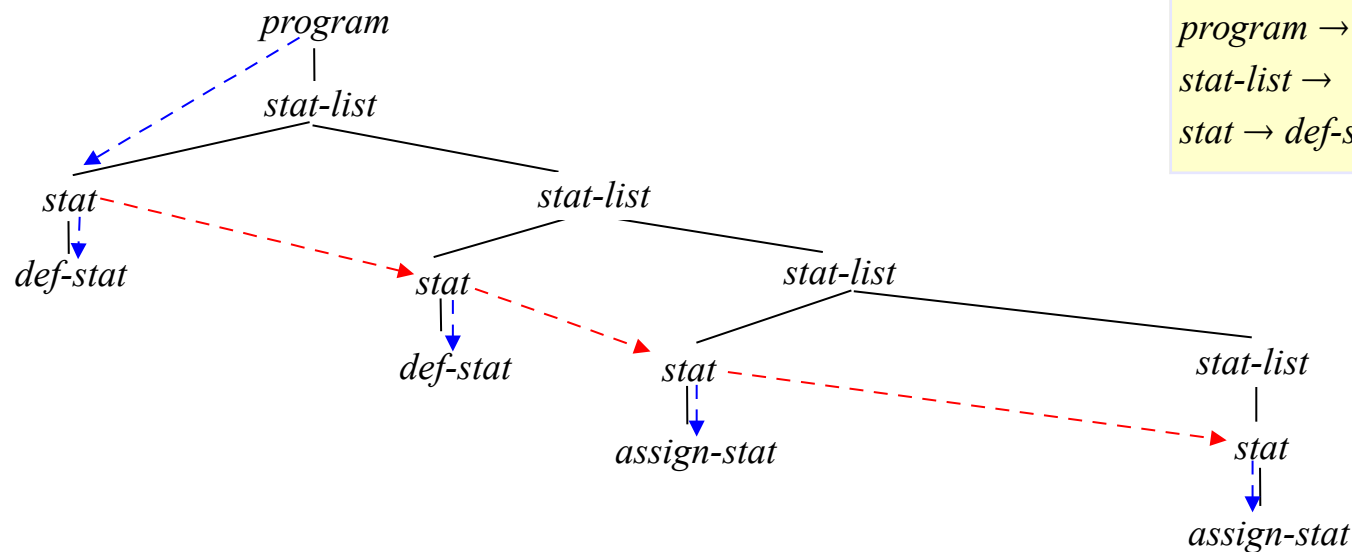 program
program →
stat-list →
stat → def-s
stat-list
stat
stat-list
def-stat
stat
stat-list
def-stat
stat
stat-list
assign-stat
stat
assign-stat